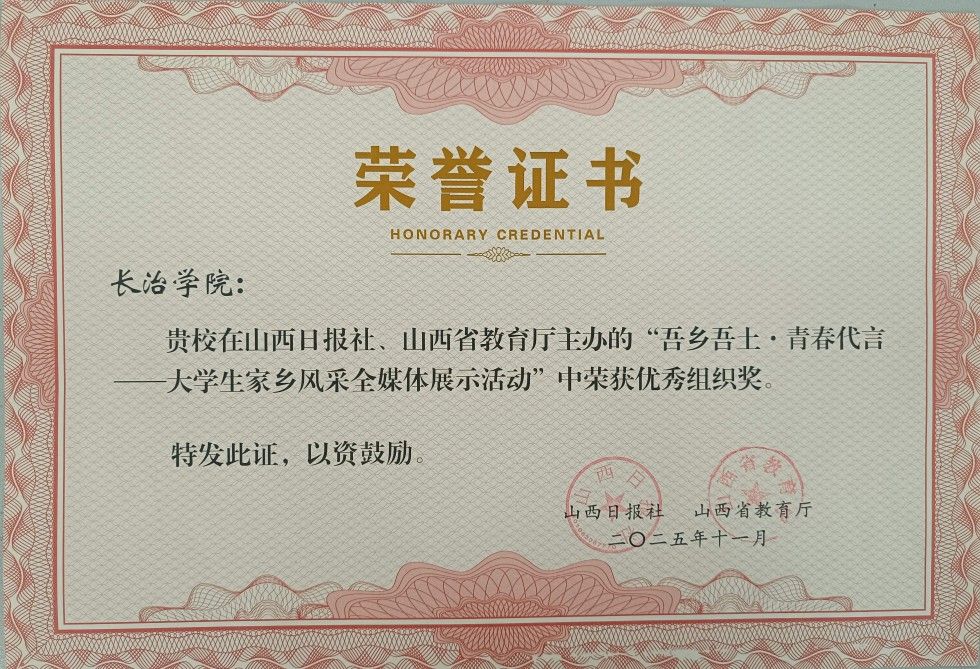 荣誉证书
HONORARY CREDENTIAL
长治学院：
贵校在山西日报社、山西省教育厅主办的“吾乡吾土·青春代言
——大学生家乡风采全媒体展示活动”中荣获优秀组织奖。
特发此证，以资鼓励。
山西日报社 山西省教育厅
二〇二五年十一月